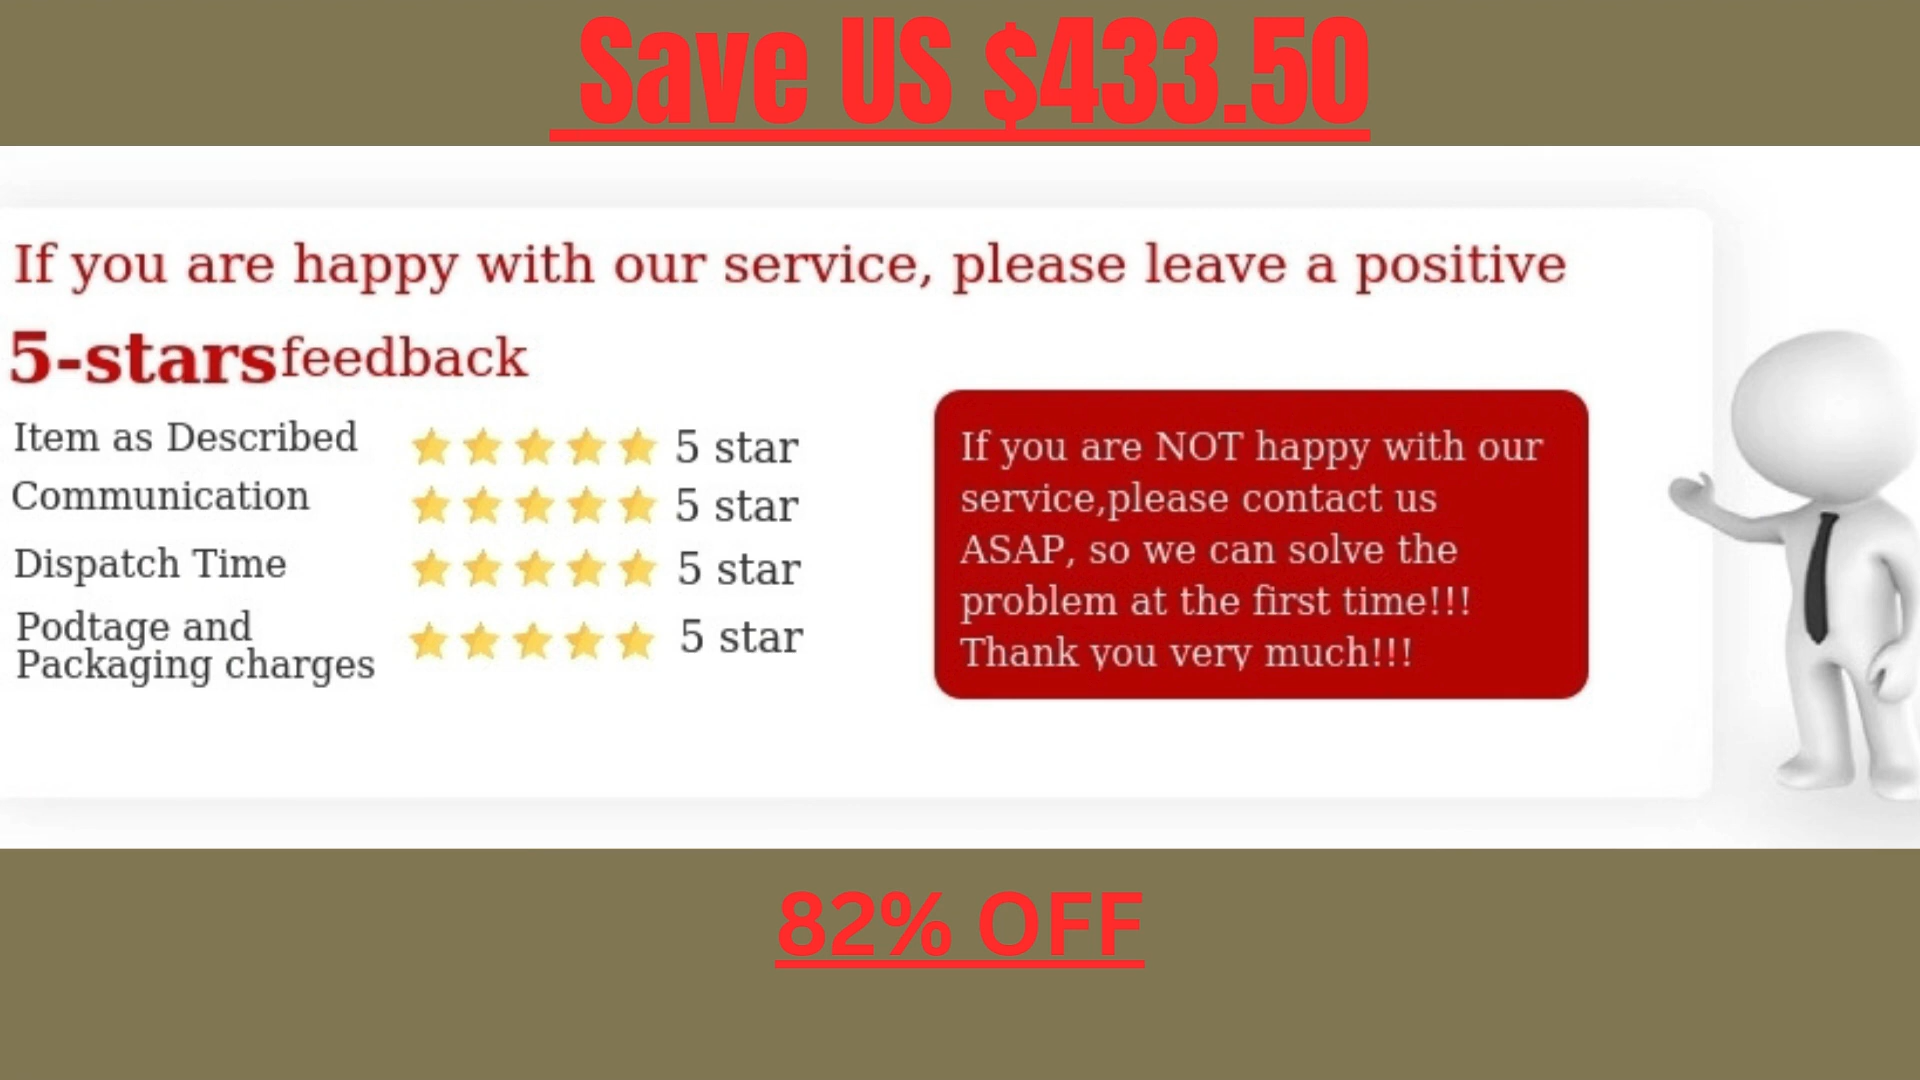 Save US $433.50
If you are happy with our service, please leave a positive
5-stars feedback
Item as Described 5 star
Communication 5 star
Dispatch Time 5 star
Podtage and
Packaging charges 5 star
If you are NOT happy with our
service,please contact us
ASAP, so we can solve the
problem at the first time!!!
Thank you very much!!!
82% OFF